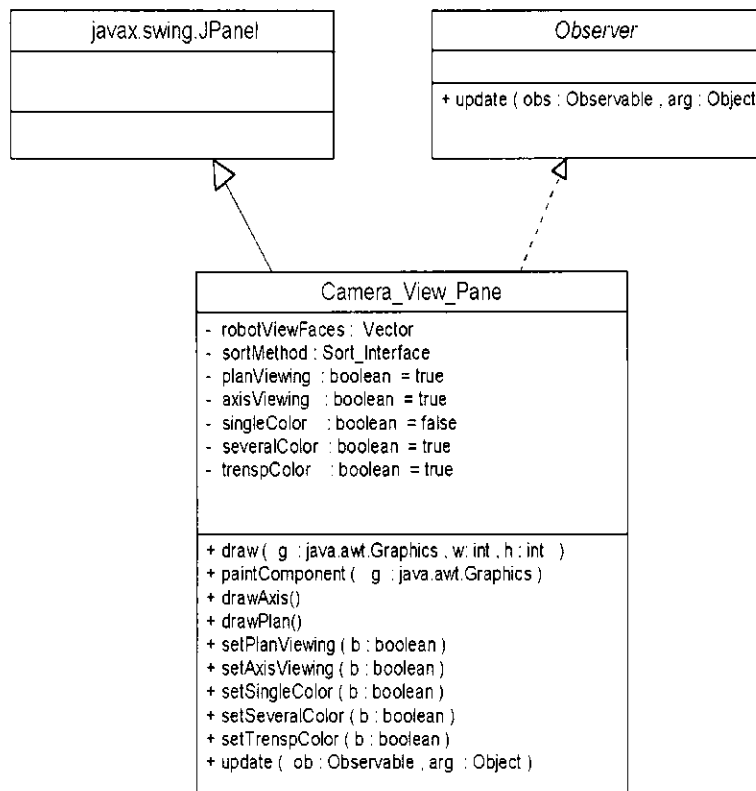 javax.swing.JPanel
Observer
+ update ( obs : Observable , arg : Object
Camera_View_Pane
- robotViewFaces : Vector
- sortMethod : Sort_Interface
- planViewing : boolean = true
- axisViewing : boolean = true
- singleColor : boolean = false
- severalColor : boolean = true
- trenspColor : boolean = true
+ draw ( g : java.awt.Graphics , w: int , h : int )
+ paintComponent ( g : java.awt.Graphics )
+ drawAxis()
+ drawPlan()
+ setPlanViewing ( b : boolean )
+ setAxisViewing ( b : boolean )
+ setSingleColor ( b : boolean )
+ setSeveralColor ( b : boolean )
+ setTrenspColor ( b : boolean )
+ update ( ob : Observable , arg : Object )